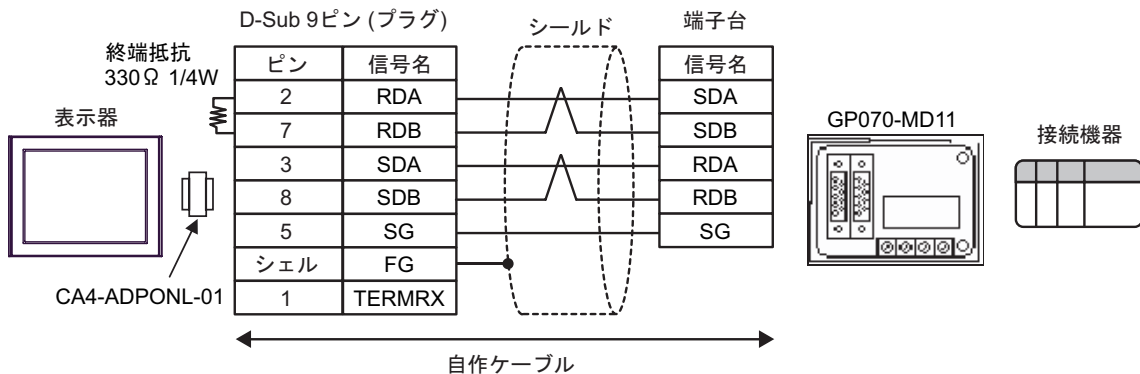 D-Sub 9ピン (プラグ)
シールド
端子台
終端抵抗
330Ω 1/4W
ピン 信号名
信号名
2 RDA
SDA
7 RDB
SDB
3 SDA
RDA
8 SDB
RDB
5 SG
SG
シェル FG
1 TERMRX
表示器
CA4-ADPONL-01
GP070-MD11
接続機器
自作ケーブル